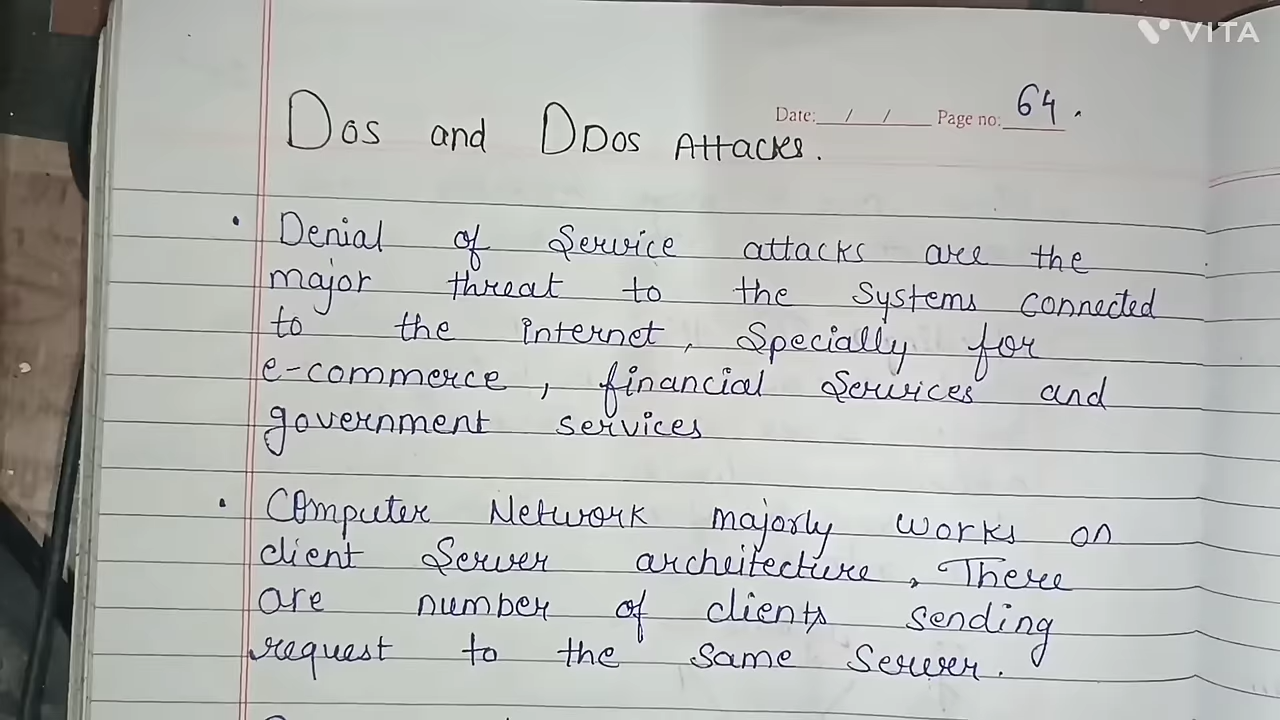 VITA
Date: / / Page no: 64.
Dos and DDos Attacks.
• Denial of Service attacks are the
major threat to the Systems connected
to the internet, Specially for
e-commerce, financial Services and
government services
• Computer Network majorly works on
client Server archeitecture, There
are number of clients sending
request to the same Server.